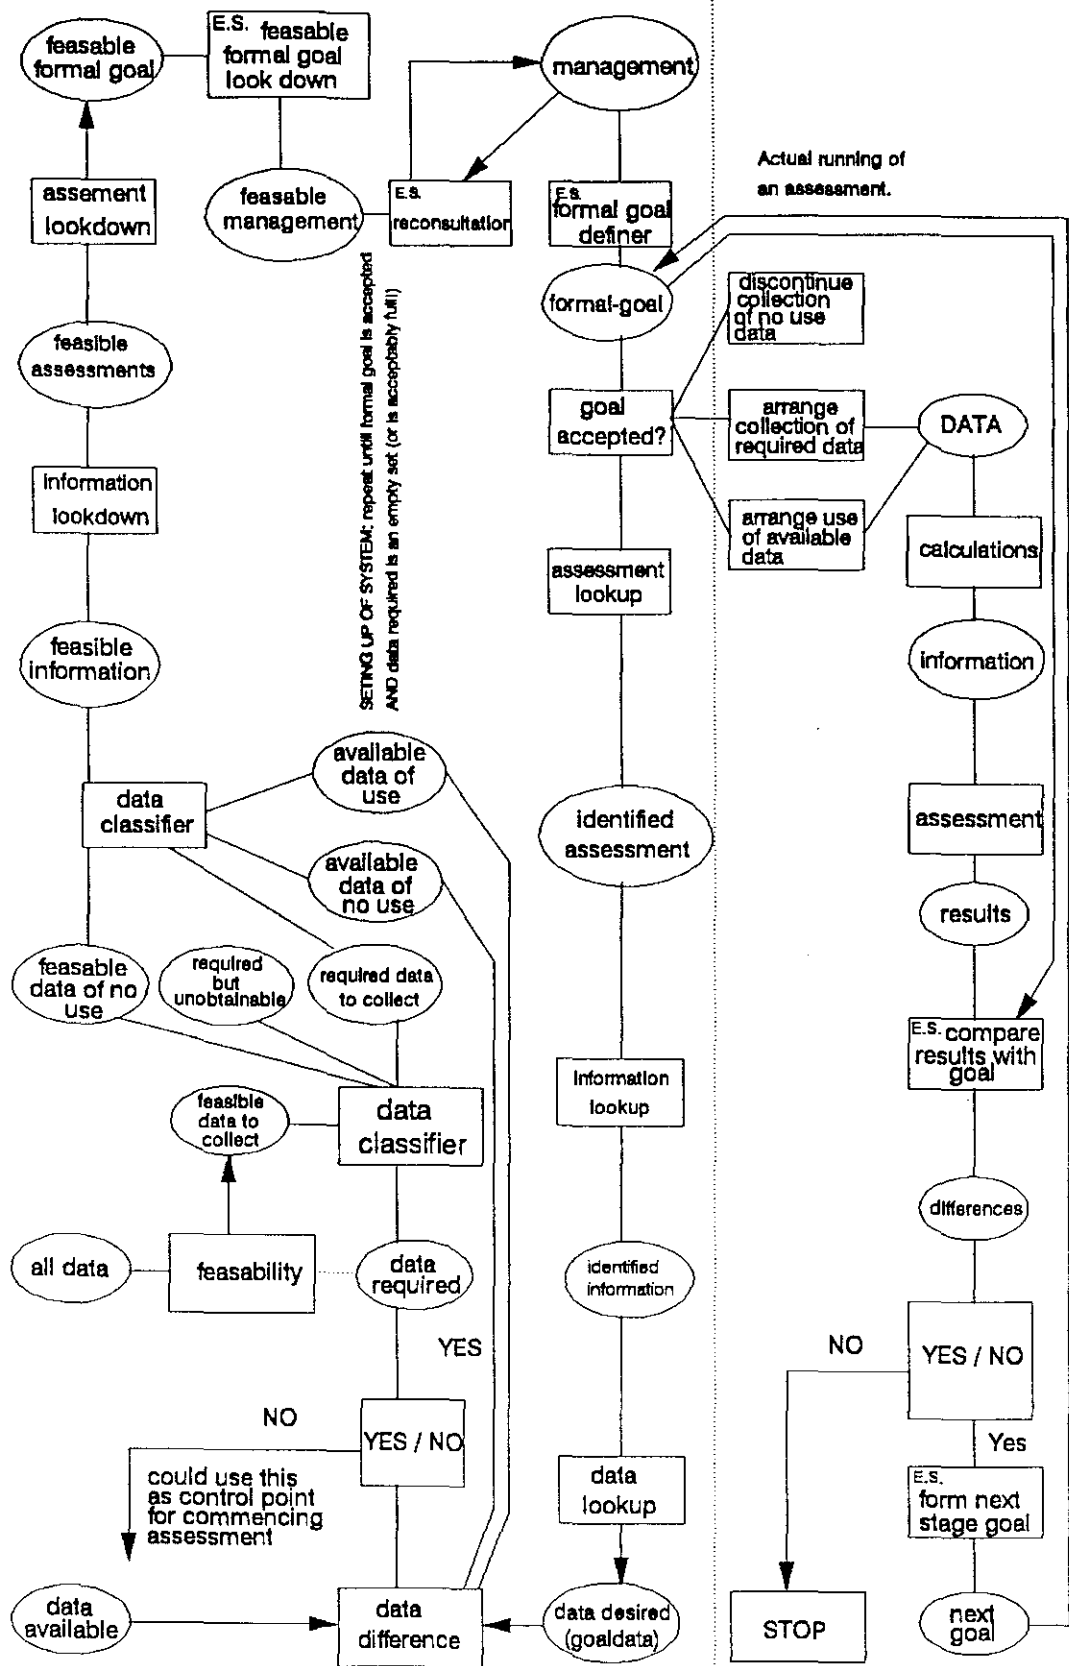 feasable
formal goal
E.S. feasable
formal goal
look down
management
Actual running of
an assessment.
assement
lookdown
feasable
management
E.S.
reconsultation
E.S.
formal goal
definer
formal-goal
discontinue
collection
of no use
data
feasible
assessments
SETING UP OF SYSTEM: repeat until formal goal is accepted
AND data required is an empty set (or is acceptably full)
goal
accepted?
arrange
collection of
required data
DATA
information
lookdown
arrange use
of available
data
calculations
assessment
lookup
feasible
information
information
available
data of
use
data
classifier
identified
assessment
assessment
available
data of
no use
results
feasable
data of no
use
required
but
unobtainable
required data
to collect
E.S. compare
results with
goal
feasible
data to
collect
data
classifier
Information
lookup
differences
all data
feasability
data
required
identified
information
YES
NO
YES / NO
NO
YES / NO
Yes
could use this
as control point
for commencing
assessment
data
lookup
E.S.
form next
stage goal
data
available
data
difference
data desired
(goaldata)
STOP
next
goal